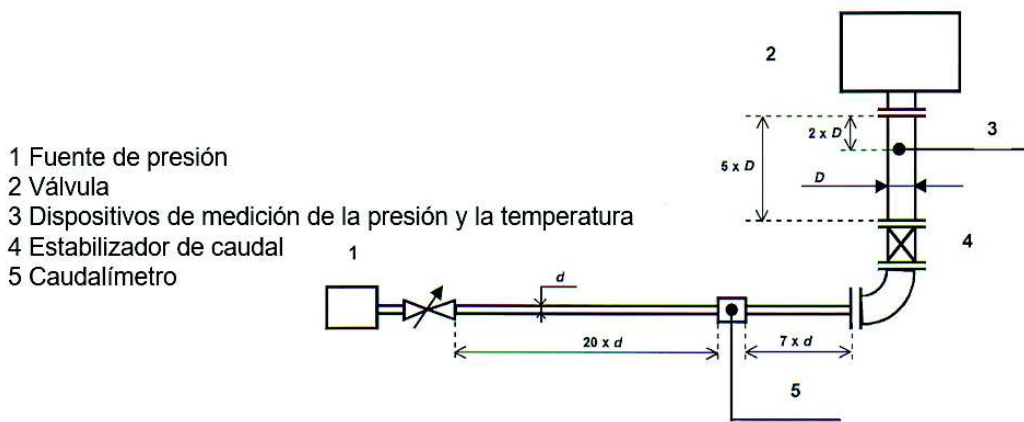 2
2 x D
3
5 x D
D
1 Fuente de presión
2 Válvula
3 Dispositivos de medición de la presión y la temperatura
4 Estabilizador de caudal
5 Caudalímetro
4
1
d
20 x d
7 x d
5